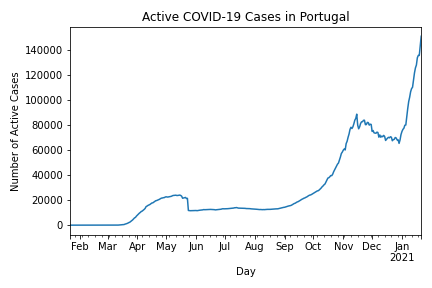 Active COVID-19 Cases in Portugal
Number of Active Cases
140000
120000
100000
80000
60000
40000
20000
0
Feb Mar Apr May Jun Jul Aug Sep Oct Nov Dec Jan
2021
Day